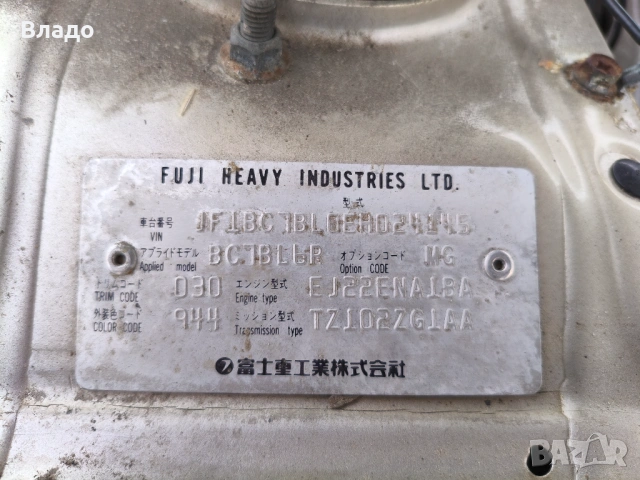 Владо
FUJI HEAVY INDUSTRIES LTD.
型式
車台番号
VIN
アプライドモデル BC7BL6R オプションコード NG
Applied model Option CODE
トリムコード 030 エンジン型式 EJ22ENA1BA
TRIM CODE Engine type
外装色コード 944 ミッション型式 TZ102ZG1AA
COLOR CODE Transmission type
富士重工業株式会社
BAZAR